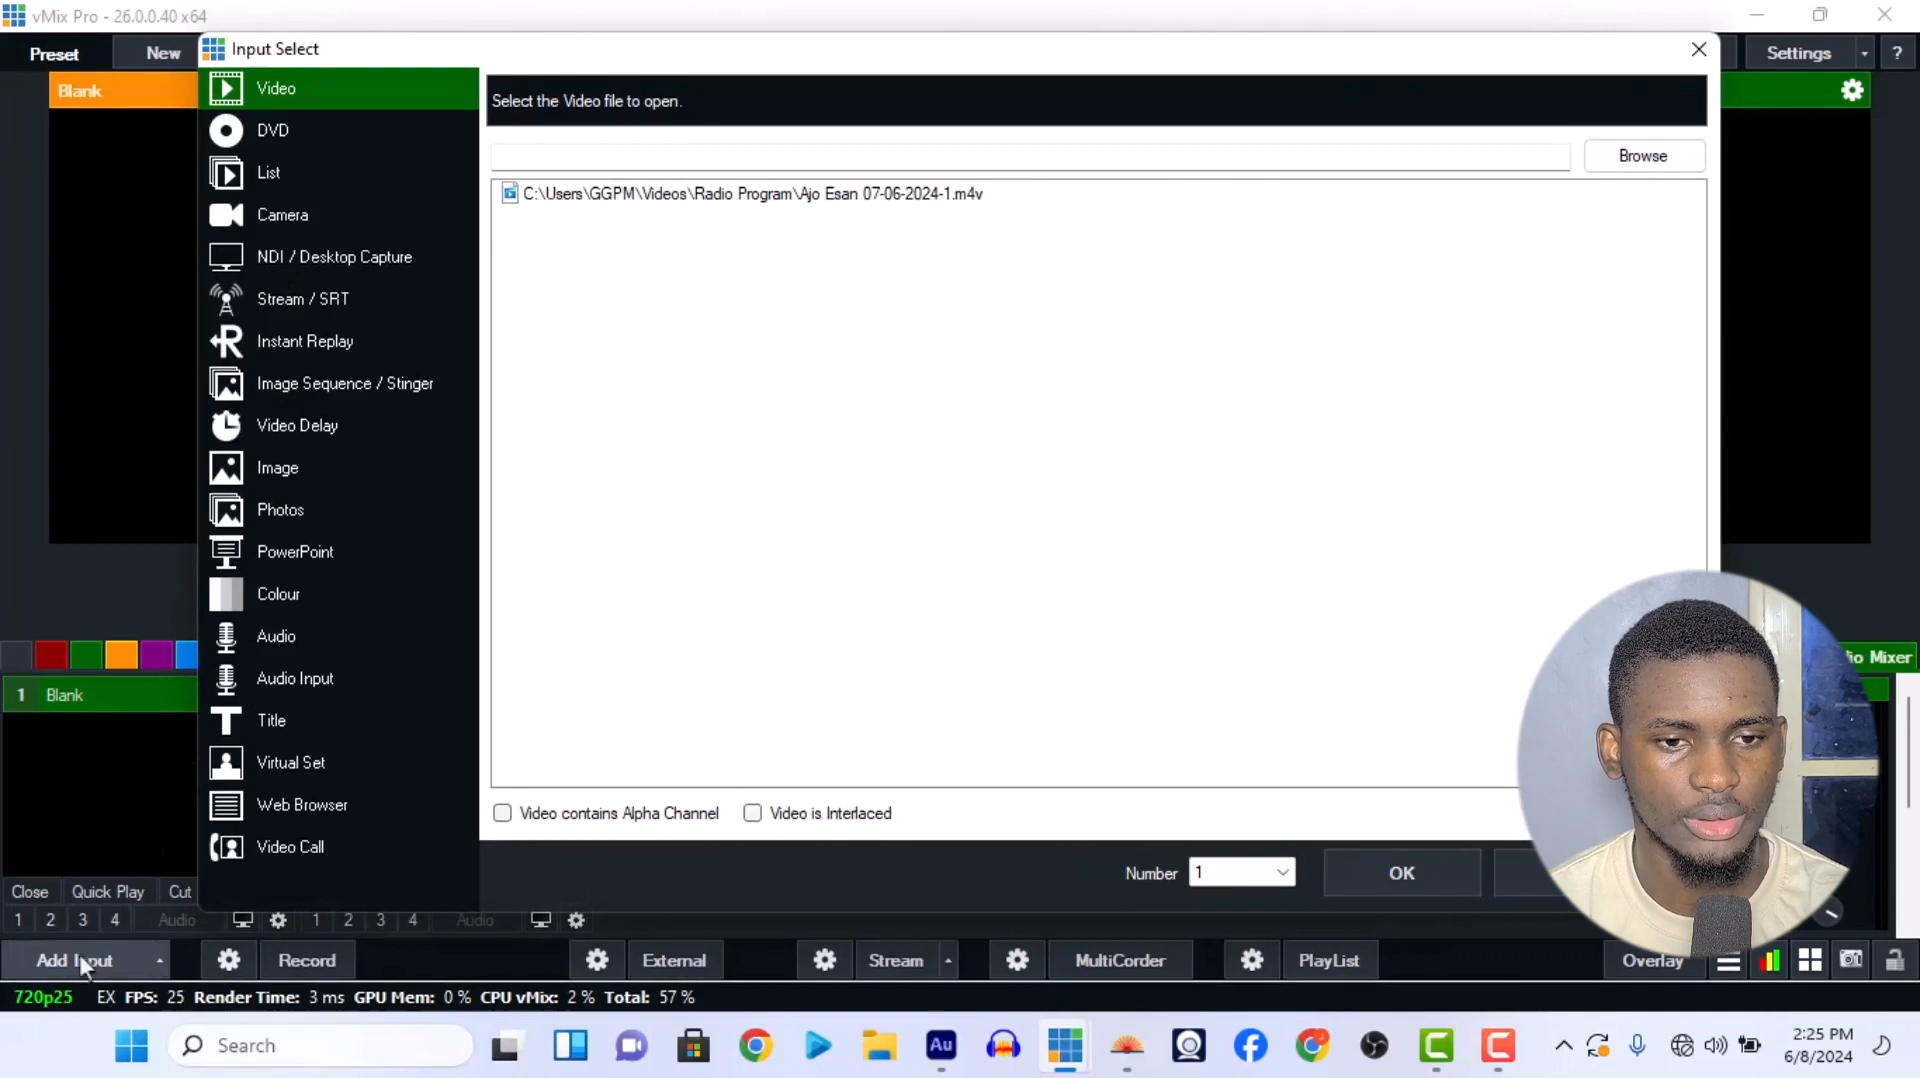 vMix Pro - 26.0.0.40 x64
Preset
New
Input Select
Settings
?
Blank
Video
DVD
List
Camera
NDI / Desktop Capture
Stream / SRT
Instant Replay
Image Sequence / Stinger
Video Delay
Image
Photos
PowerPoint
Colour
Audio
Audio Input
Title
Virtual Set
Web Browser
Video Call
Select the Video file to open.
Browse
C:\Users\GGPM\Videos\Radio Program\Ajo Esan 07-06-2024-1.m4v
Video contains Alpha Channel
Video is Interlaced
Number 1
OK
Mixer
1 Blank
Close Quick Play Cut
1 2 3 4 Audio 1 2 3 4 Audio
Add Input
Record
External
Stream
MultiCorder
PlayList
Overlay
720p25 EX FPS: 25 Render Time: 3 ms GPU Mem: 0 % CPU vMix: 2 % Total: 57 %
Search
Au
2:25 PM
6/8/2024